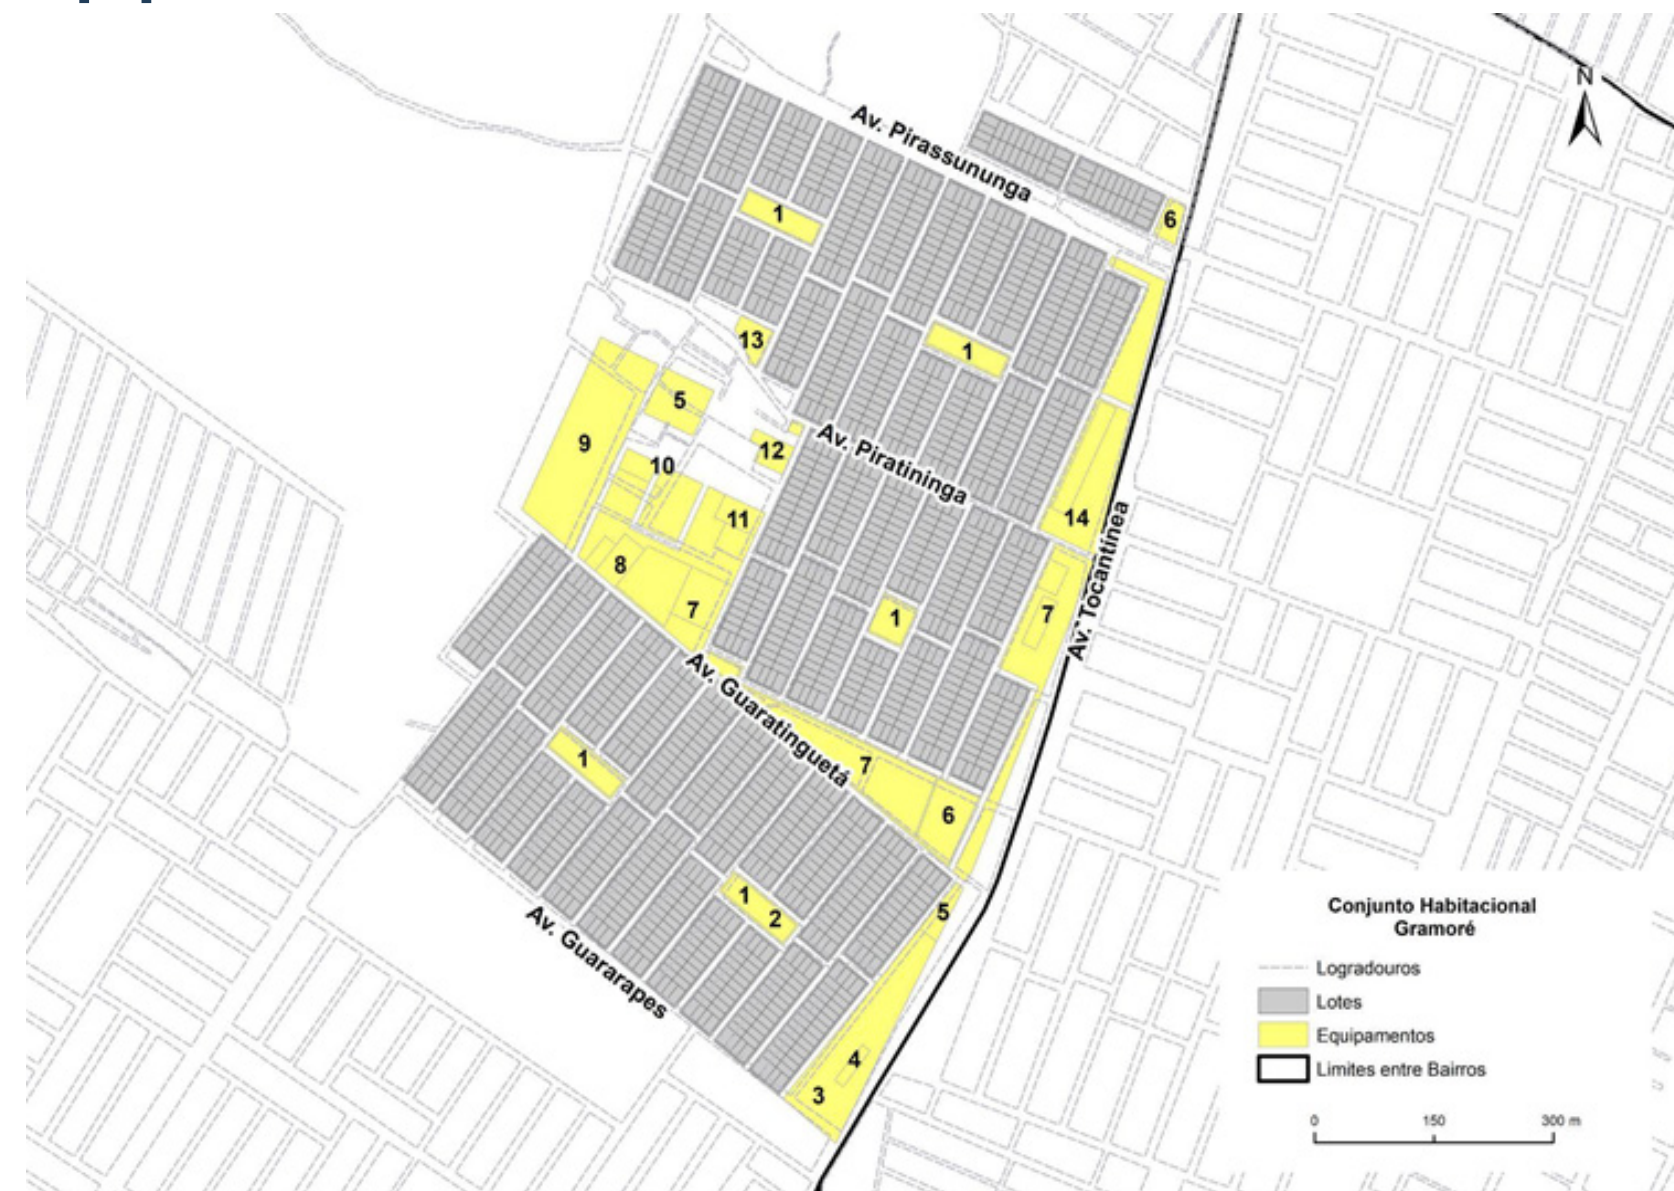 N
Av. Pirassununga
1
6
13
1
5
9
Av. Piratininga
12
10
11
14
8
7
1
7
Av. Tocantínea
Av. Guaratinguetá
1
7
6
1
2
5
Av. Guararapes
4
3
Conjunto Habitacional
Gramoré
Logradouros
Lotes
Equipamentos
Limites entre Bairros
0 150 300 m